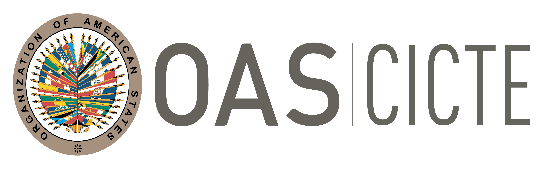 ORGANIZATION OF AMERICAN STATES
OAS | CICTE